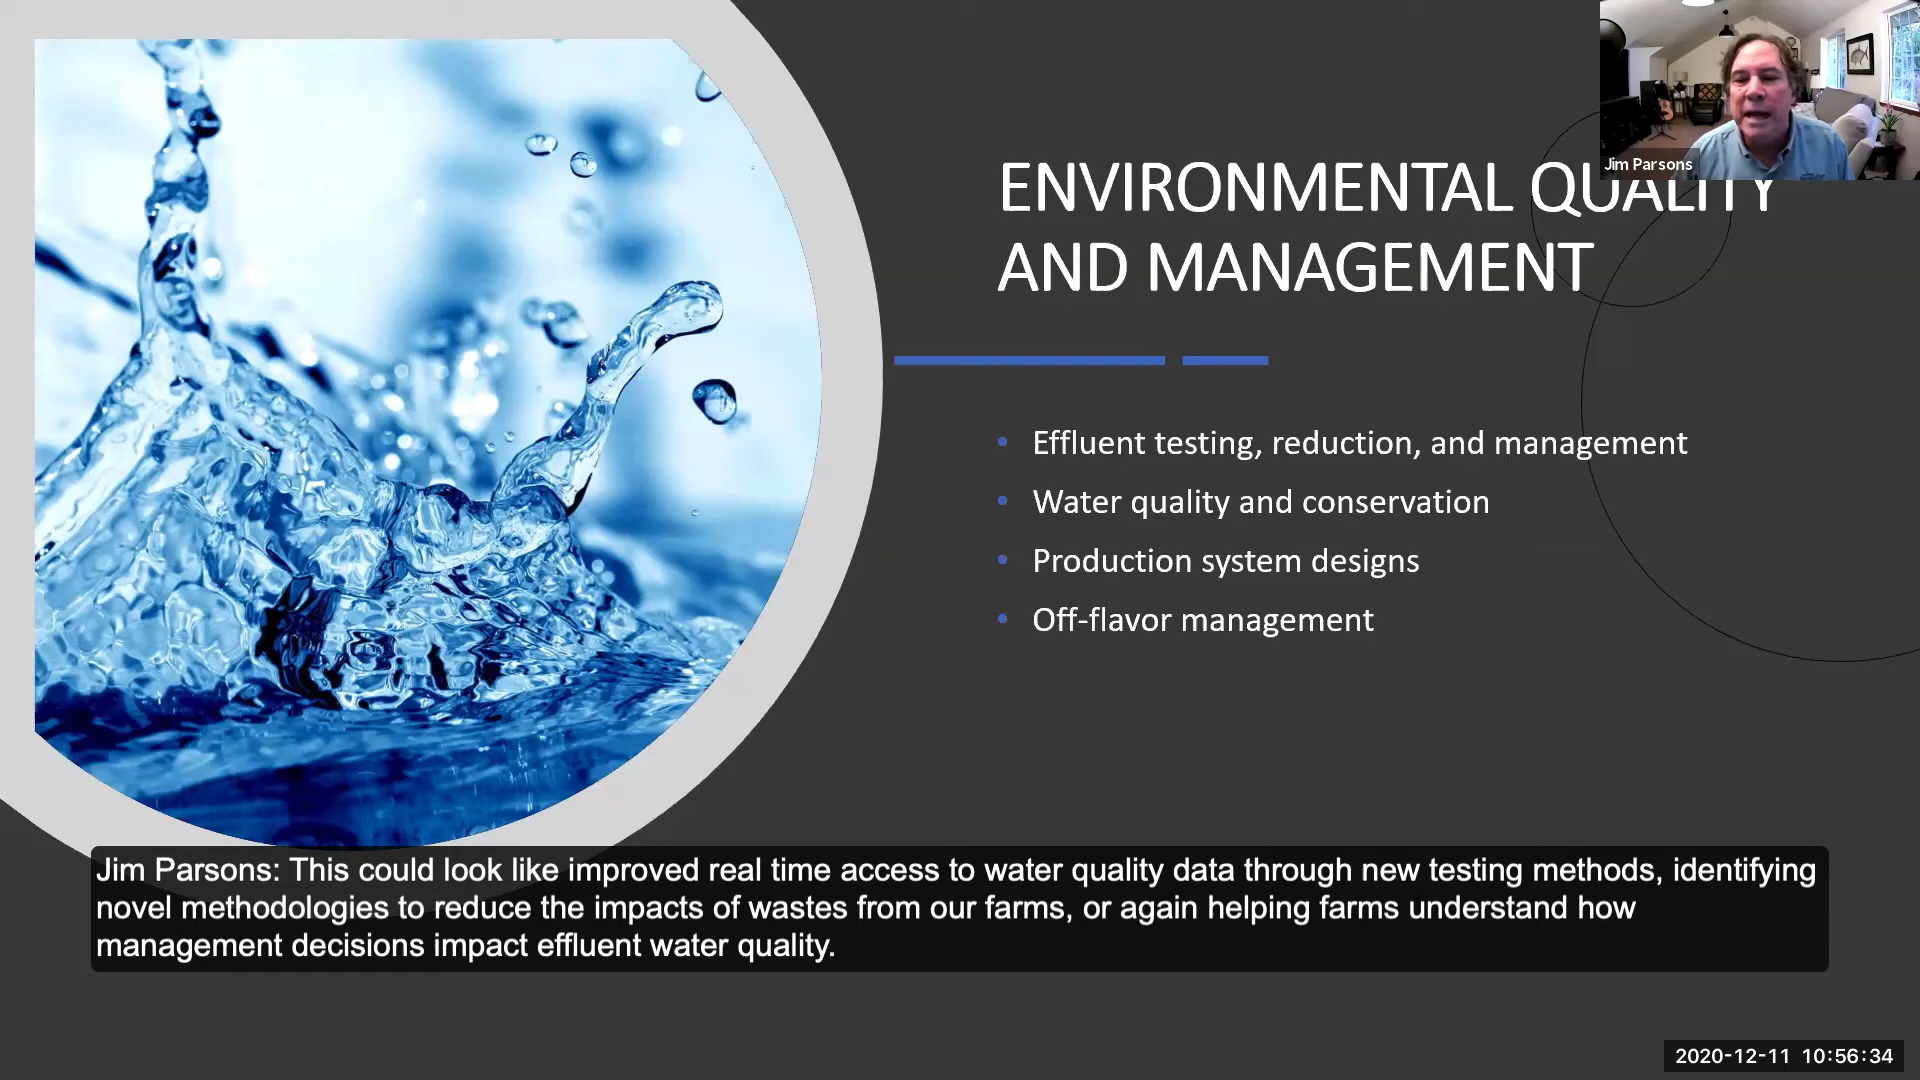 Jim Parsons
ENVIRONMENTAL QUALITY
AND MANAGEMENT
• Effluent testing, reduction, and management
• Water quality and conservation
• Production system designs
• Off-flavor management
Jim Parsons: This could look like improved real time access to water quality data through new testing methods, identifying
novel methodologies to reduce the impacts of wastes from our farms, or again helping farms understand how
management decisions impact effluent water quality.
2020-12-11 10:56:34